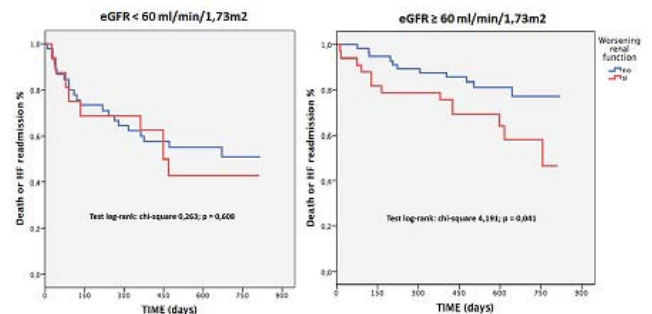 eGFR < 60 ml/min/1,73m2
Death or HF readmission %
1,0
0,8
0,6
0,4
0,2
0,0
Test log-rank: chi-square 0,263; p = 0,608
0
150
300
450
600
750
900
TIME (days)
eGFR ≥ 60 ml/min/1,73m2
Death or HF readmission %
1,0
0,8
0,6
0,4
0,2
0,0
Test log-rank: chi-square 4,191; p = 0,041
0
150
300
450
600
750
900
TIME (days)
Worsening
renal
function
no
si